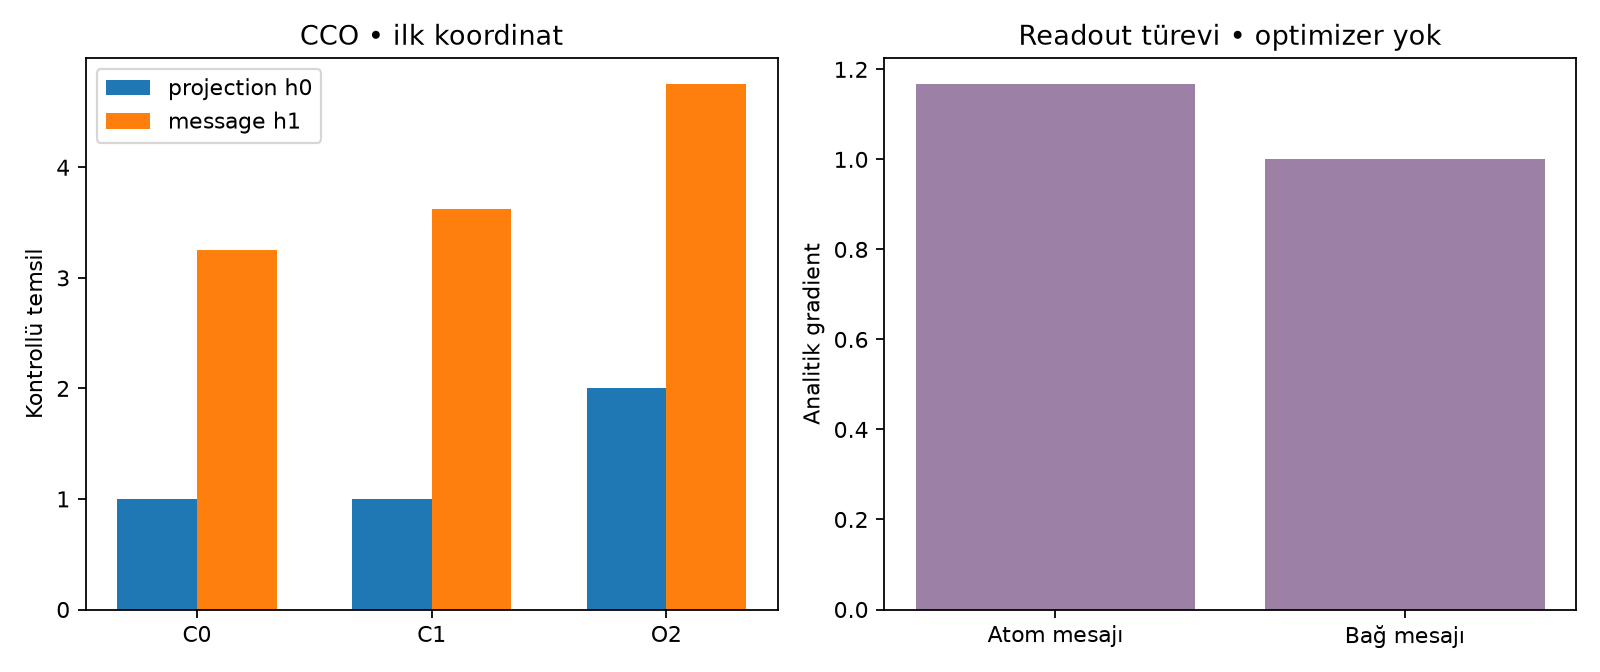 CCO • ilk koordinat
projection h0
message h1
Kontrollü temsil
4
3
2
1
0
C0
C1
O2
Readout türevi • optimizer yok
Analitik gradient
1.2
1.0
0.8
0.6
0.4
0.2
0.0
Atom mesajı
Bağ mesajı